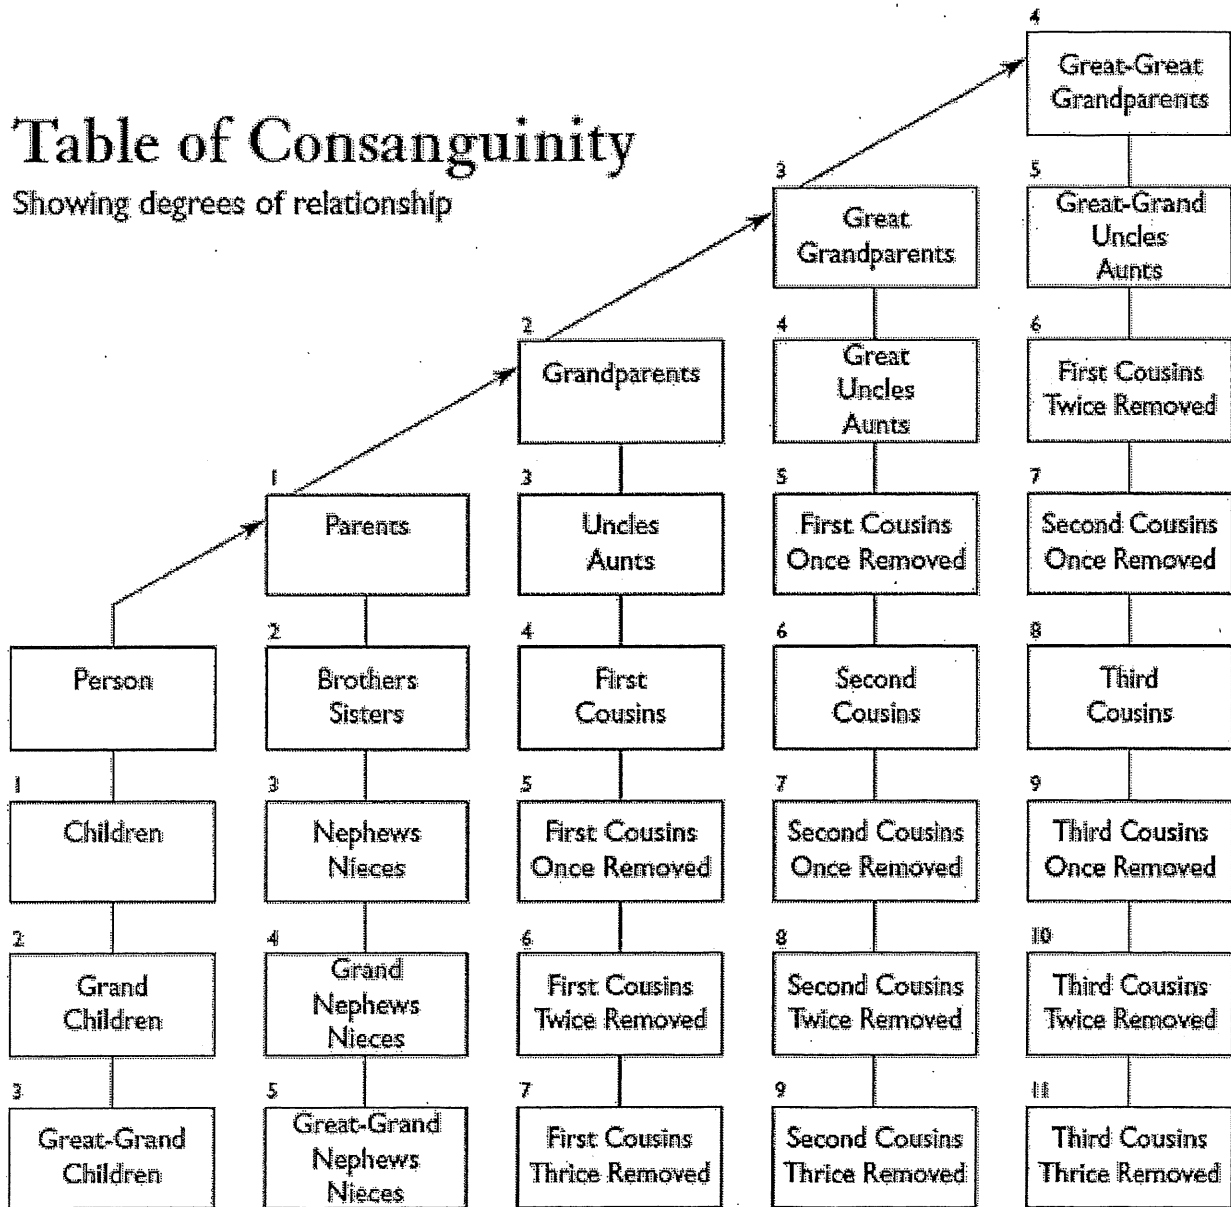 Table of Consanguinity
Showing degrees of relationship
4
Great-Great
Grandparents
3
Great
Grandparents
5
Great-Grand
Uncles
Aunts
2
Grandparents
4
Great
Uncles
Aunts
6
First Cousins
Twice Removed
1
Parents
3
Uncles
Aunts
5
First Cousins
Once Removed
7
Second Cousins
Once Removed
Person
2
Brothers
Sisters
4
First
Cousins
6
Second
Cousins
8
Third
Cousins
1
Children
3
Nephews
Nieces
5
First Cousins
Once Removed
7
Second Cousins
Once Removed
9
Third Cousins
Once Removed
2
Grand
Children
4
Grand
Nephews
Nieces
6
First Cousins
Twice Removed
8
Second Cousins
Twice Removed
10
Third Cousins
Twice Removed
3
Great-Grand
Children
5
Great-Grand
Nephews
Nieces
7
First Cousins
Thrice Removed
9
Second Cousins
Thrice Removed
11
Third Cousins
Thrice Removed